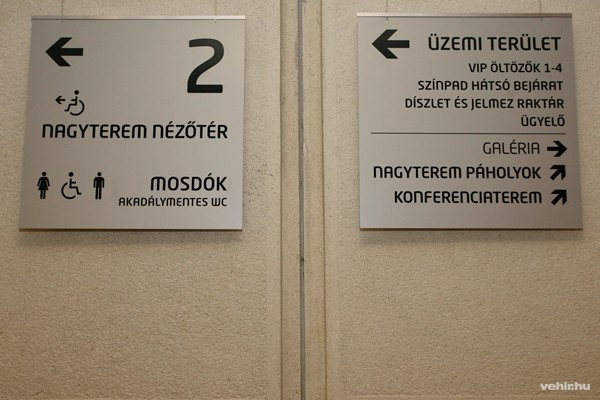 2
NAGYTEREM NÉZŐTÉR
MOSDÓK
AKADÁLYMENTES WC
ÜZEMI TERÜLET
VIP ÖLTÖZŐK 1-4
SZÍNPAD HÁTSÓ BEJÁRAT
DÍSZLET ÉS JELMEZ RAKTÁR
ÜGYELŐ
GALÉRIA
NAGYTEREM PÁHOLYOK
KONFERENCIATEREM
vehir.hu